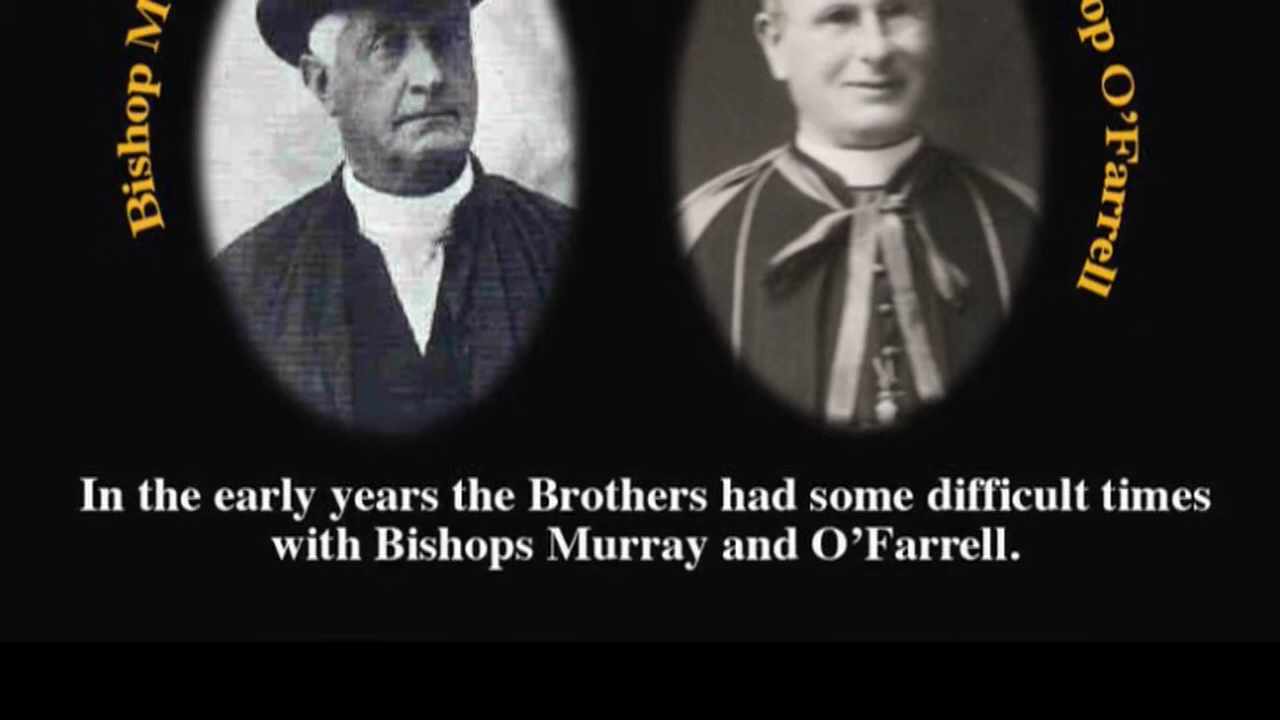 Bishop M
op O'Farrell
In the early years the Brothers had some difficult times
with Bishops Murray and O'Farrell.